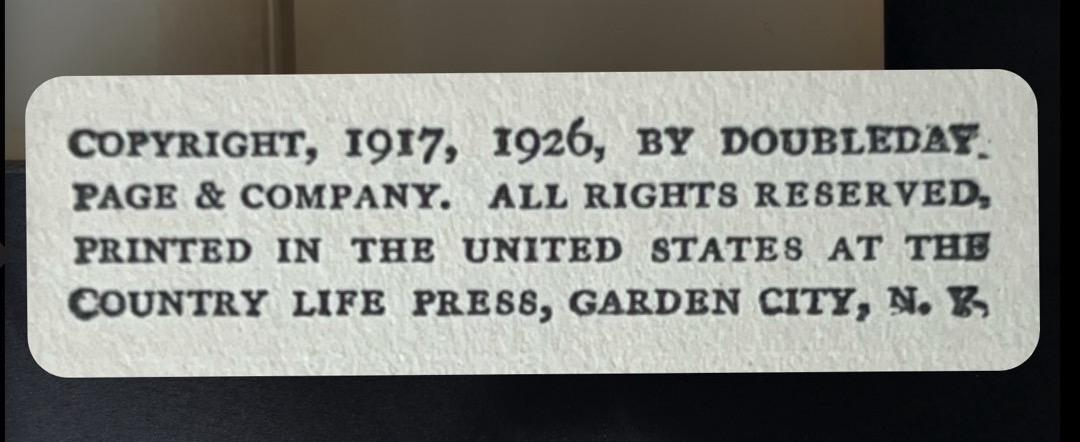 COPYRIGHT, 1917, 1926, BY DOUBLEDAY.
PAGE & COMPANY. ALL RIGHTS RESERVED,
PRINTED IN THE UNITED STATES AT THE
COUNTRY LIFE PRESS, GARDEN CITY, N. Y.